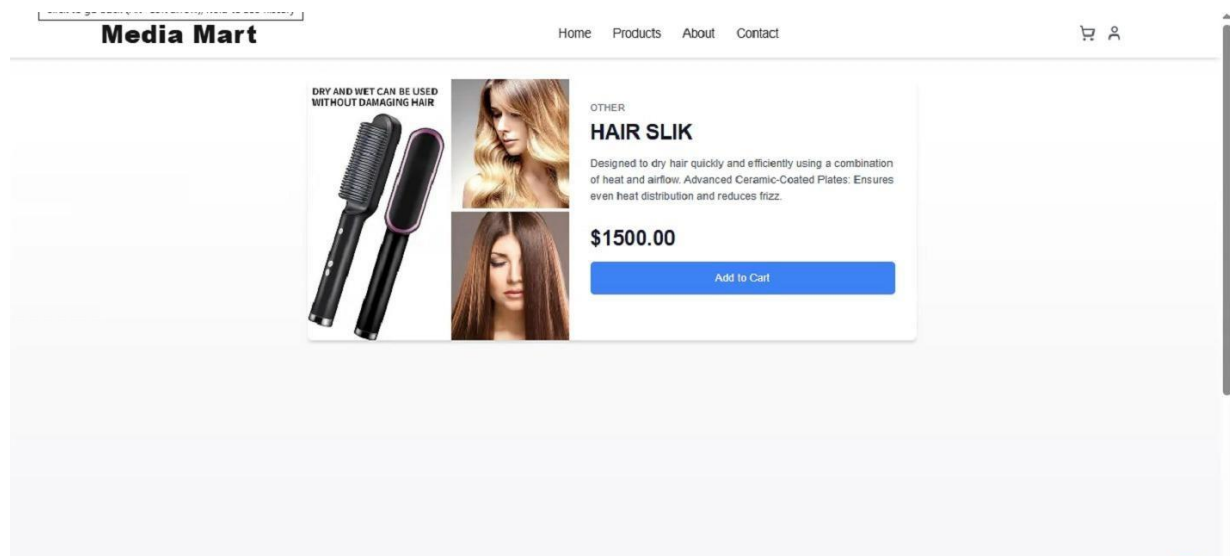 Media Mart
Home Products About Contact
DRY AND WET CAN BE USED
WITHOUT DAMAGING HAIR
OTHER
HAIR SLIK
Designed to dry hair quickly and efficiently using a combination
of heat and airflow. Advanced Ceramic-Coated Plates: Ensures
even heat distribution and reduces frizz.
$1500.00
Add to Cart